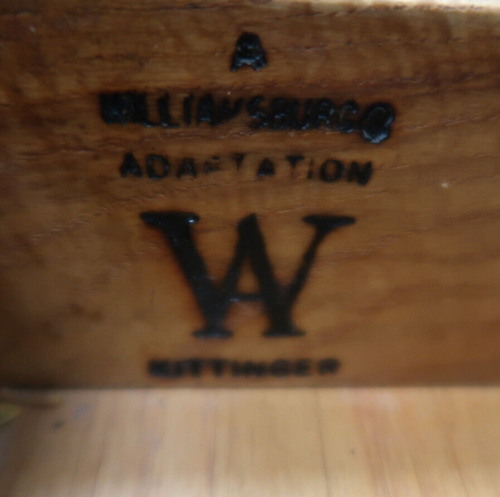 A
WILLIAMSBURG®
ADAPTATION
W
KITTINGER